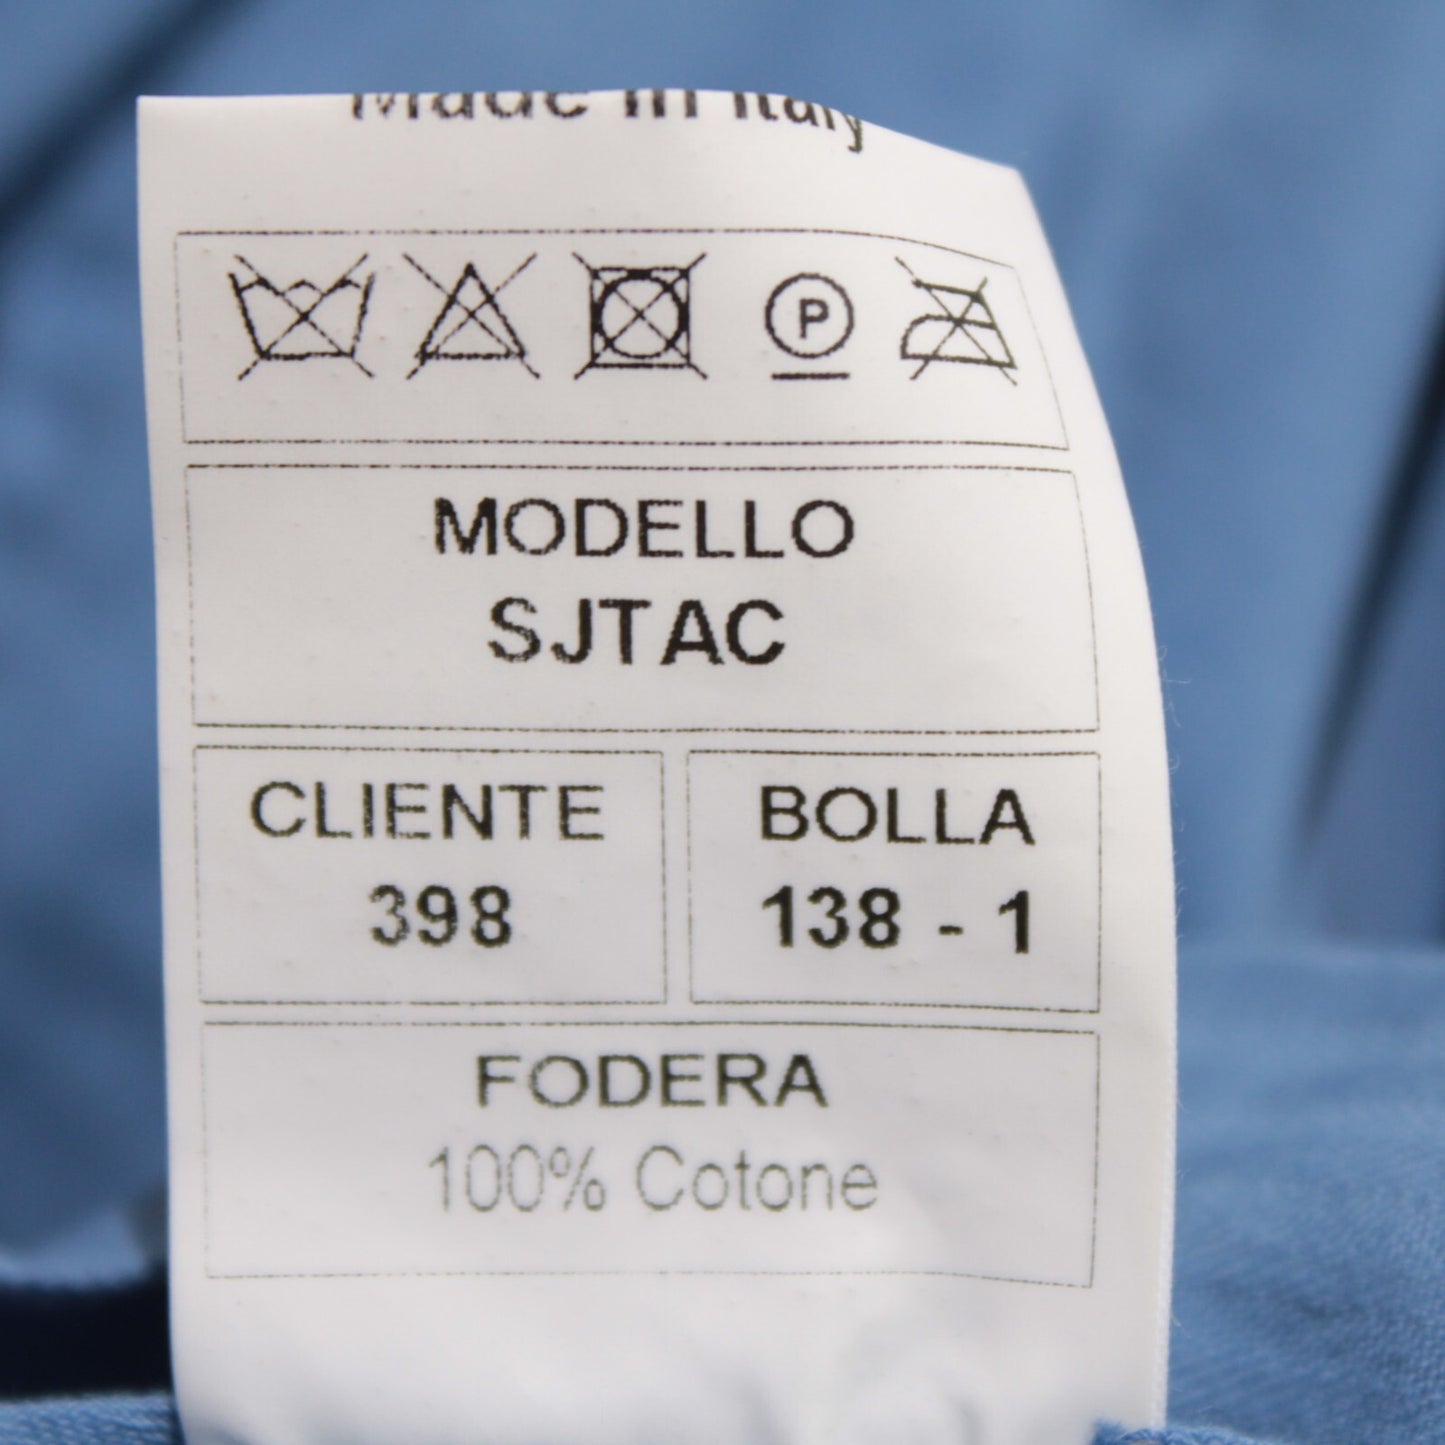 Made in Italy
P
MODELLO
SJTAC
CLIENTE
398
BOLLA
138 - 1
FODERA
100% Cotone